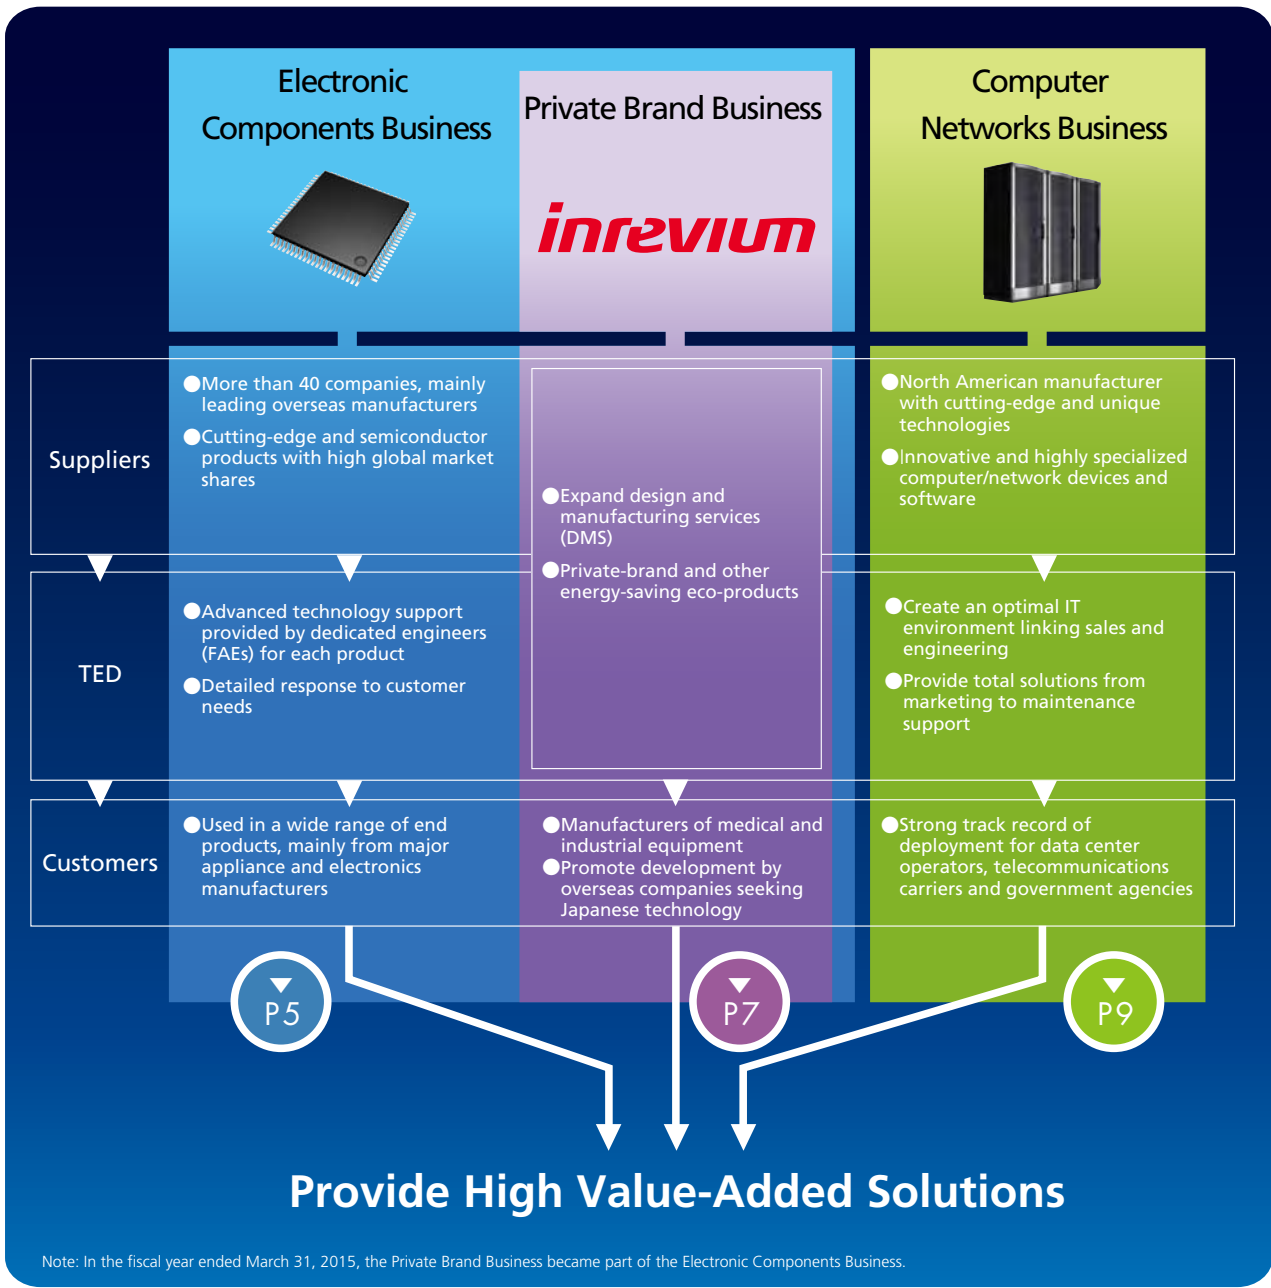 Electronic
Components Business
Private Brand Business
inrevium
Computer
Networks Business
Suppliers
●More than 40 companies, mainly
leading overseas manufacturers
●Cutting-edge and semiconductor
products with high global market
shares
●Expand design and
manufacturing services
(DMS)
●Private-brand and other
energy-saving eco-products
●North American manufacturer
with cutting-edge and unique
technologies
●Innovative and highly specialized
computer/network devices and
software
TED
●Advanced technology support
provided by dedicated engineers
(FAEs) for each product
●Detailed response to customer
needs
●Create an optimal IT
environment linking sales and
engineering
●Provide total solutions from
marketing to maintenance
support
Customers
●Used in a wide range of end
products, mainly from major
appliance and electronics
manufacturers
●Manufacturers of medical and
industrial equipment
●Promote development by
overseas companies seeking
Japanese technology
●Strong track record of
deployment for data center
operators, telecommunications
carriers and government agencies
P5
P7
P9
Provide High Value-Added Solutions
Note: In the fiscal year ended March 31, 2015, the Private Brand Business became part of the Electronic Components Business.